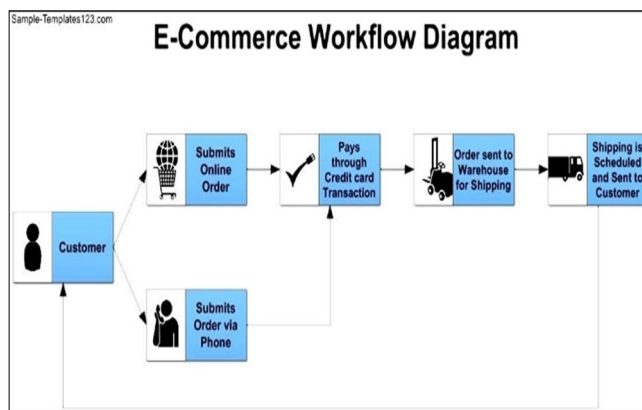 Sample-Templates123.com
E-Commerce Workflow Diagram
Customer
Submits
Online
Order
Submits
Order via
Phone
Pays
through
Credit card
Transaction
Order sent to
Warehouse
for Shipping
Shipping is
Scheduled
and Sent to
Customer